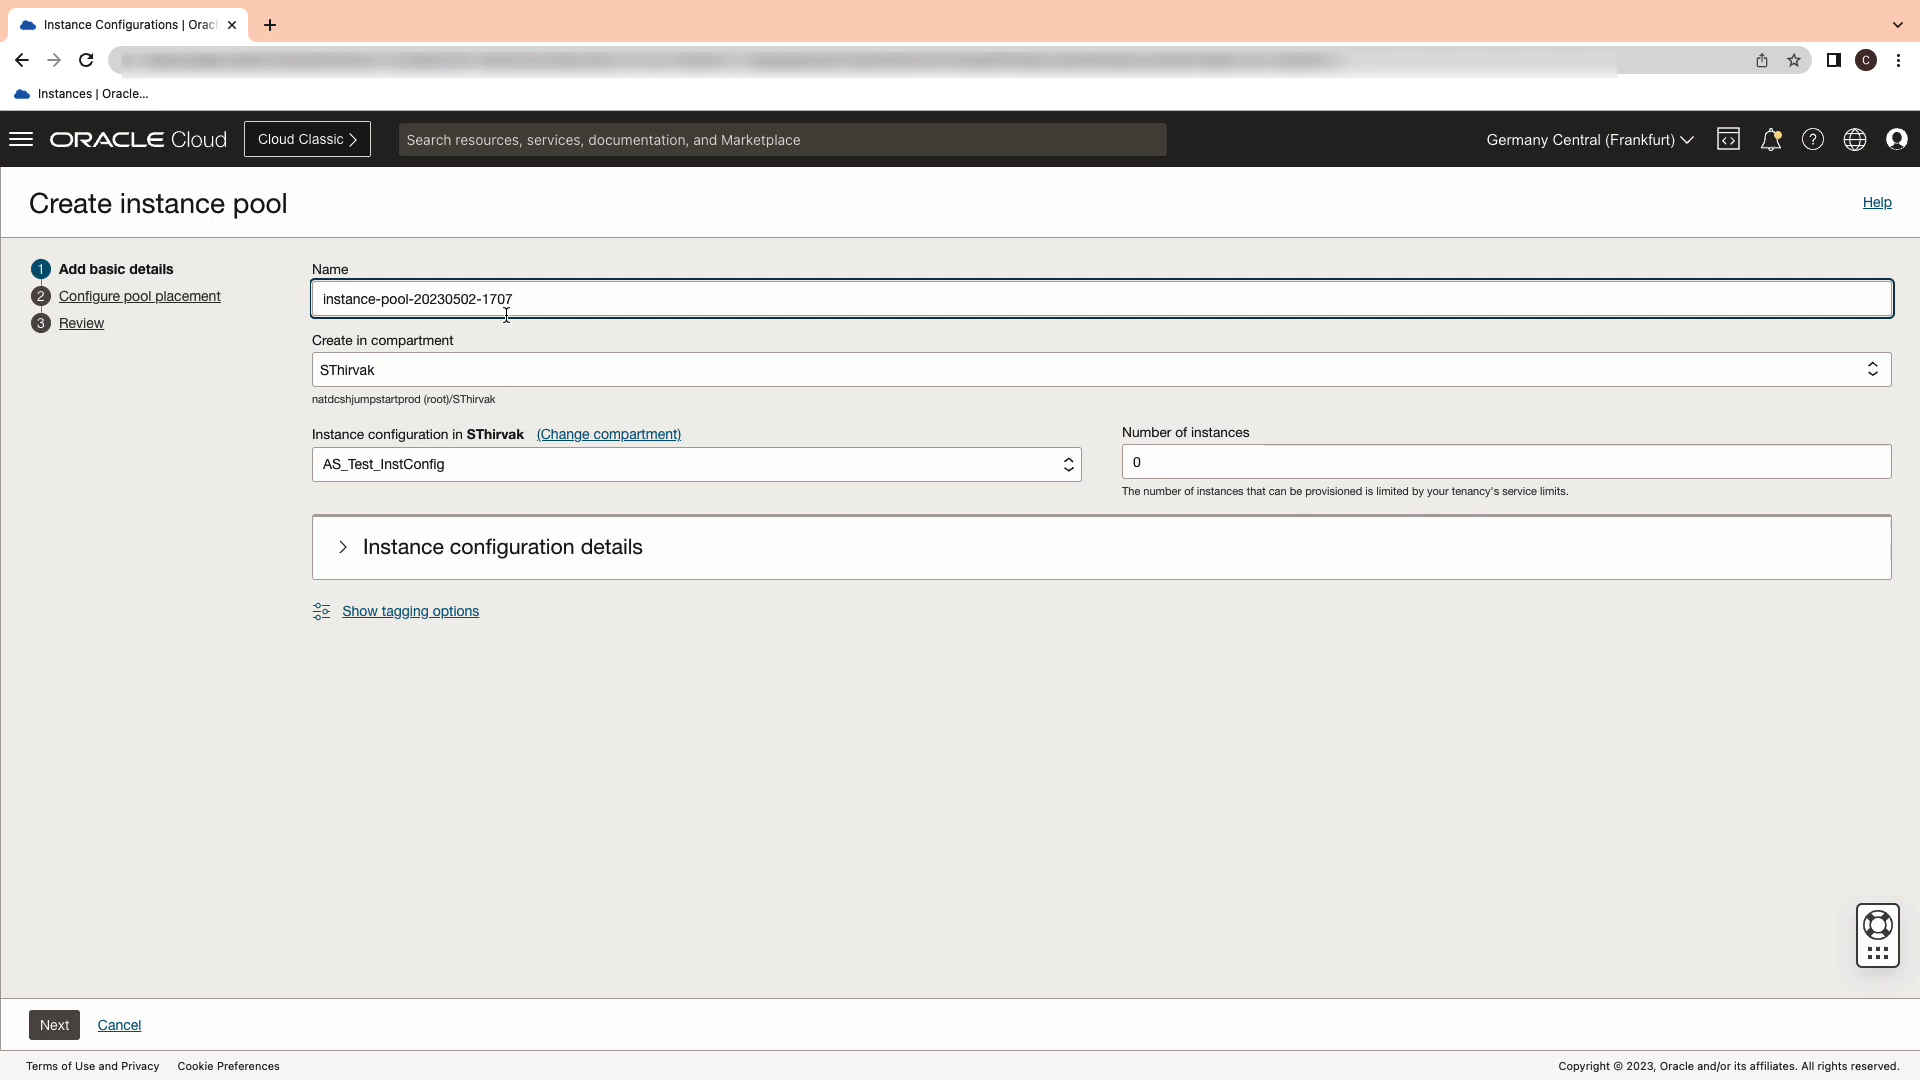 Instance Configurations | Orac
Instances | Oracle...
ORACLE Cloud
Cloud Classic
Search resources, services, documentation, and Marketplace
Germany Central (Frankfurt)
C
Create instance pool
Help
1 Add basic details
2 Configure pool placement
3 Review
Name
instance-pool-20230502-1707
Create in compartment
SThirvak
natdcshjumpstartprod (root)/SThirvak
Instance configuration in SThirvak (Change compartment)
AS_Test_InstConfig
Number of instances
0
The number of instances that can be provisioned is limited by your tenancy's service limits.
Instance configuration details
Show tagging options
Next
Cancel
Terms of Use and Privacy
Cookie Preferences
Copyright © 2023, Oracle and/or its affiliates. All rights reserved.